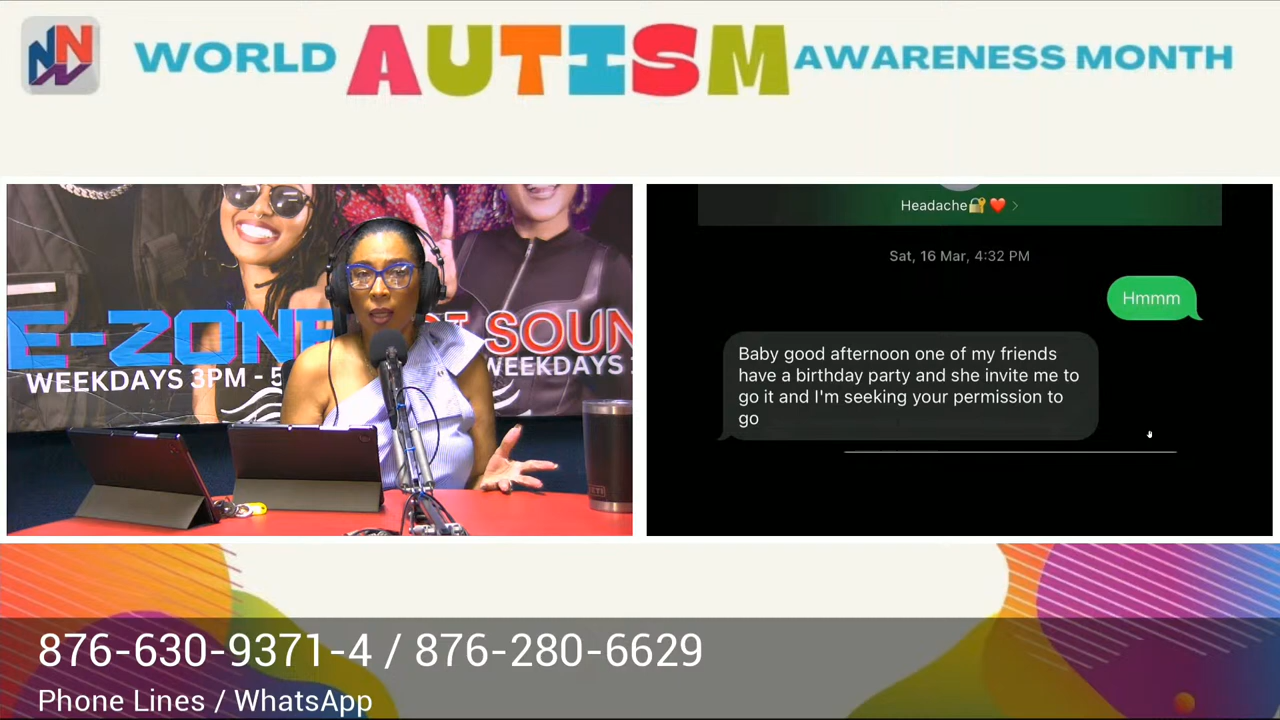 NNN
WORLD AUTISM AWARENESS MONTH
E-ZONE
WEEKDAYS 3PM - 5
SOUN
WEEKDAYS
YETI
Headache🔐❤️ >
Sat, 16 Mar, 4:32 PM
Hmmm
Baby good afternoon one of my friends
have a birthday party and she invite me to
go it and I'm seeking your permission to
go
876-630-9371-4 / 876-280-6629
Phone Lines / WhatsApp